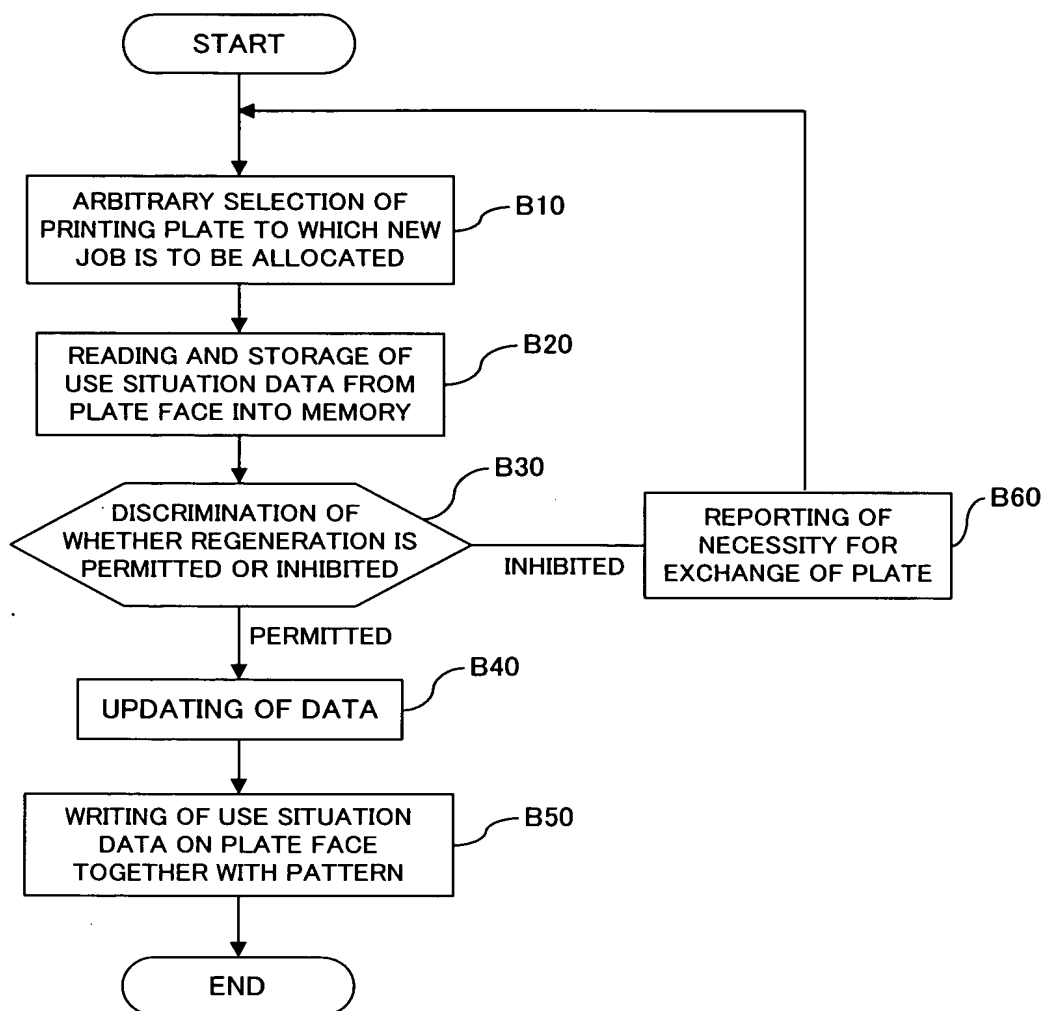 START
ARBITRARY SELECTION OF
PRINTING PLATE TO WHICH NEW
JOB IS TO BE ALLOCATED
B10
READING AND STORAGE OF
USE SITUATION DATA FROM
PLATE FACE INTO MEMORY
B20
DISCRIMINATION OF
WHETHER REGENERATION IS
PERMITTED OR INHIBITED
B30
INHIBITED
REPORTING OF
NECESSITY FOR
EXCHANGE OF PLATE
B60
PERMITTED
UPDATING OF DATA
B40
WRITING OF USE SITUATION
DATA ON PLATE FACE
TOGETHER WITH PATTERN
B50
END